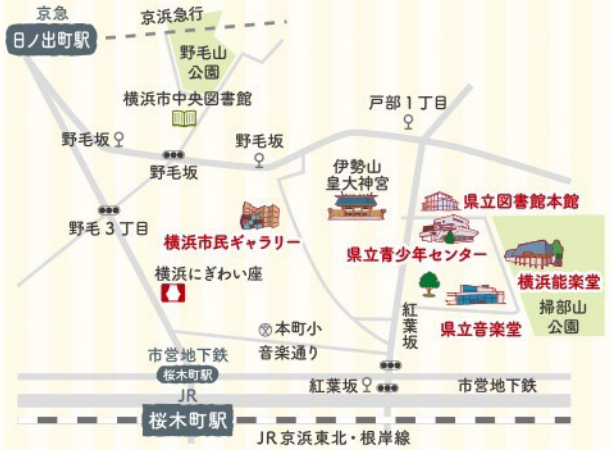 京急
日ノ出町駅
京浜急行
野毛山
公園
横浜市中央図書館
戸部1丁目
野毛坂
野毛坂
野毛坂
伊勢山
皇大神宮
県立図書館本館
野毛3丁目
横浜市民ギャラリー
県立青少年センター
横浜能楽堂
横浜にぎわい座
掃部山
公園
紅葉坂
県立音楽堂
文本町小
音楽通り
市営地下鉄
桜木町駅
紅葉坂
市営地下鉄
JR
桜木町駅
JR京浜東北・根岸線